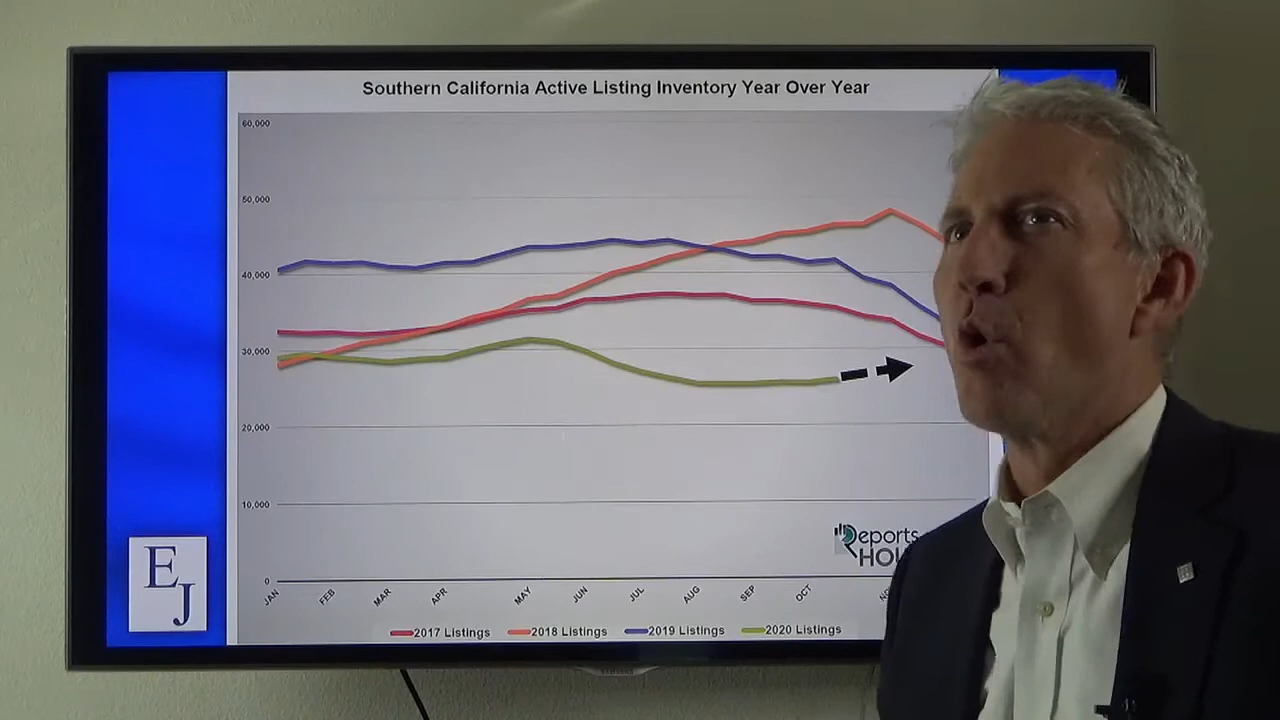 Southern California Active Listing Inventory Year Over Year
60,000
50,000
40,000
30,000
20,000
10,000
0
JAN FEB MAR APR MAY JUN JUL AUG SEP OCT
Reports
2017 Listings 2018 Listings 2019 Listings 2020 Listings
E
J